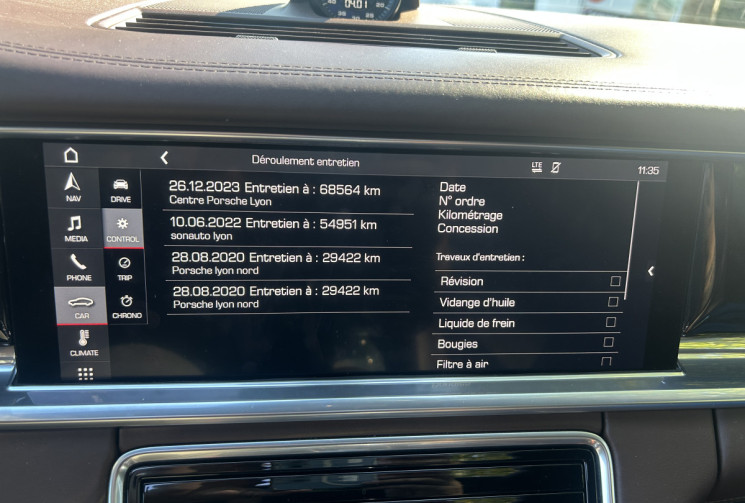 04.01
Déroulement entretien
LTE
11:35
NAV
DRIVE
MEDIA
CONTROL
PHONE
TRIP
CAR
CHRONO
CLIMATE
26.12.2023 Entretien à : 68564 km
Centre Porsche Lyon
10.06.2022 Entretien à : 54951 km
sonauto lyon
28.08.2020 Entretien à : 29422 km
Porsche lyon nord
28.08.2020 Entretien à : 29422 km
Porsche lyon nord
Date
N° ordre
Kilométrage
Concession
Travaux d'entretien :
Révision
Vidange d'huile
Liquide de frein
Bougies
Filtre à air